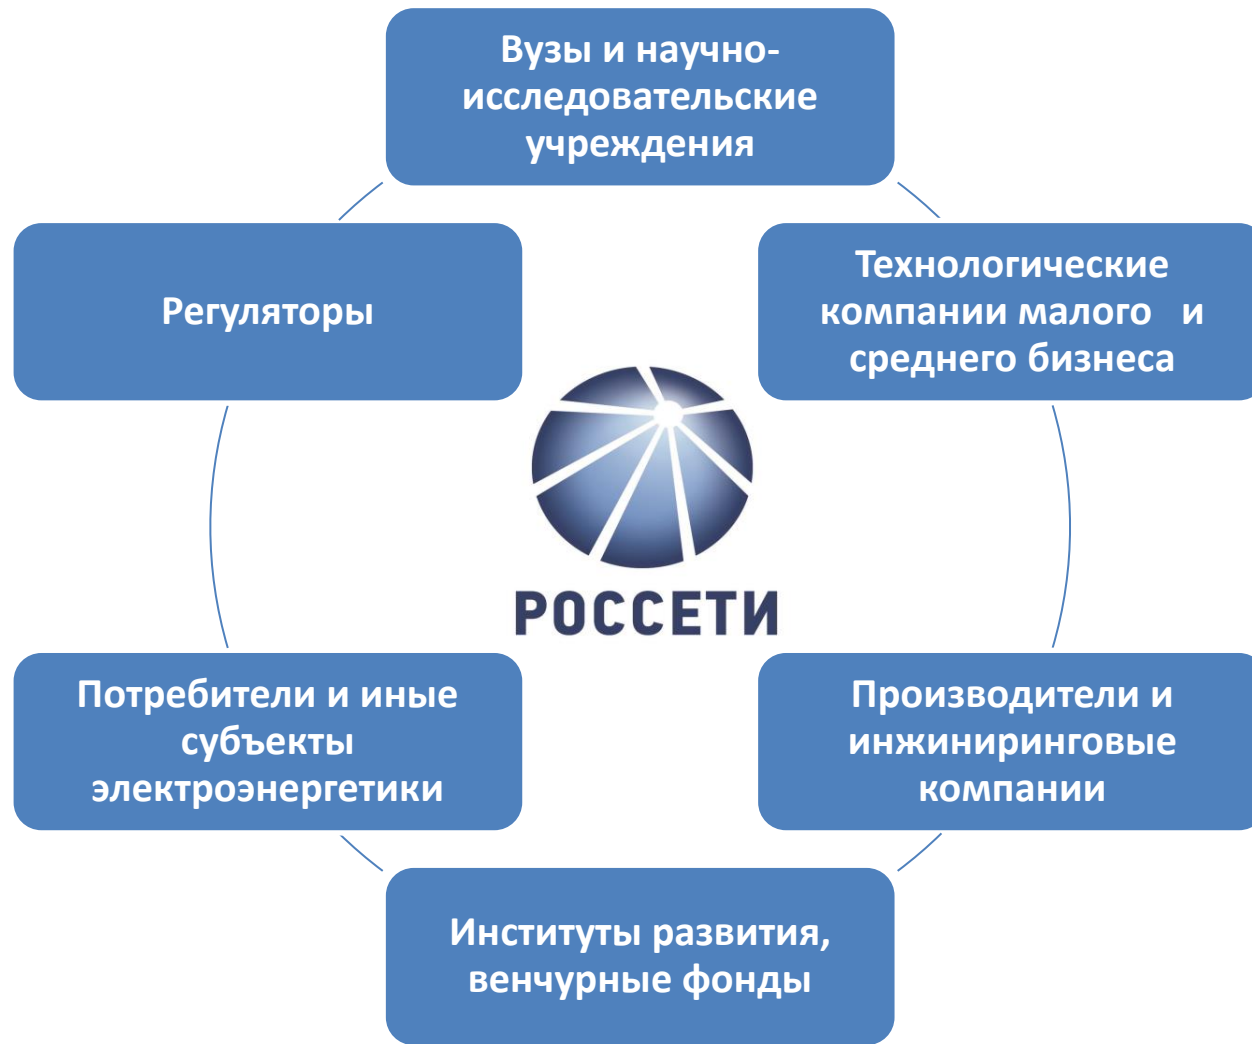 Вузы и научно-
исследовательские
учреждения
Регуляторы
Технологические
компании малого   и
среднего бизнеса
РОССЕТИ
Потребители и иные
субъекты
электроэнергетики
Производители и
инжиниринговые
компании
Институты развития,
венчурные фонды